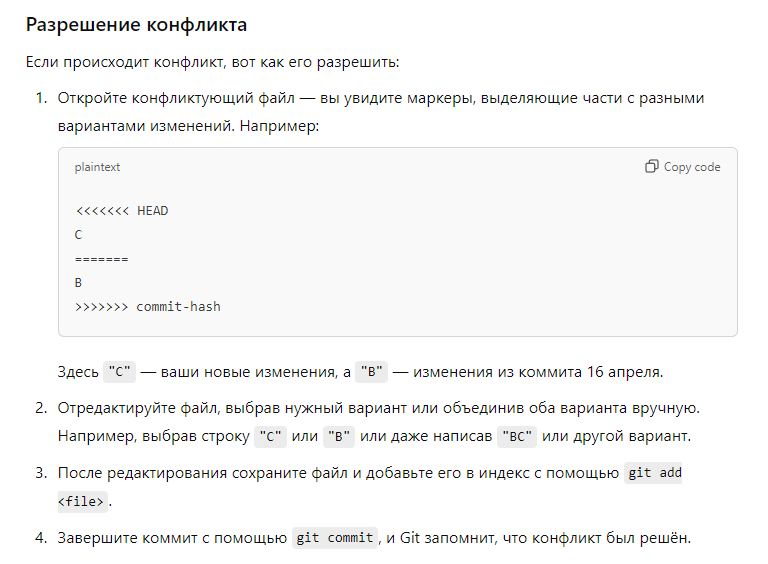 Разрешение конфликта
Если происходит конфликт, вот как его разрешить:
1. Откройте конфликтующий файл — вы увидите маркеры, выделяющие части с разными
вариантами изменений. Например:
plaintext Copy code
<<<<<<< HEAD
C
=======
B
>>>>>>> commit-hash
Здесь "C" — ваши новые изменения, а "B" — изменения из коммита 16 апреля.
2. Отредактируйте файл, выбрав нужный вариант или объединив оба варианта вручную.
Например, выбрав строку "C" или "B" или даже написав "BC" или другой вариант.
3. После редактирования сохраните файл и добавьте его в индекс с помощью git add
<file>.
4. Завершите коммит с помощью git commit, и Git запомнит, что конфликт был решён.